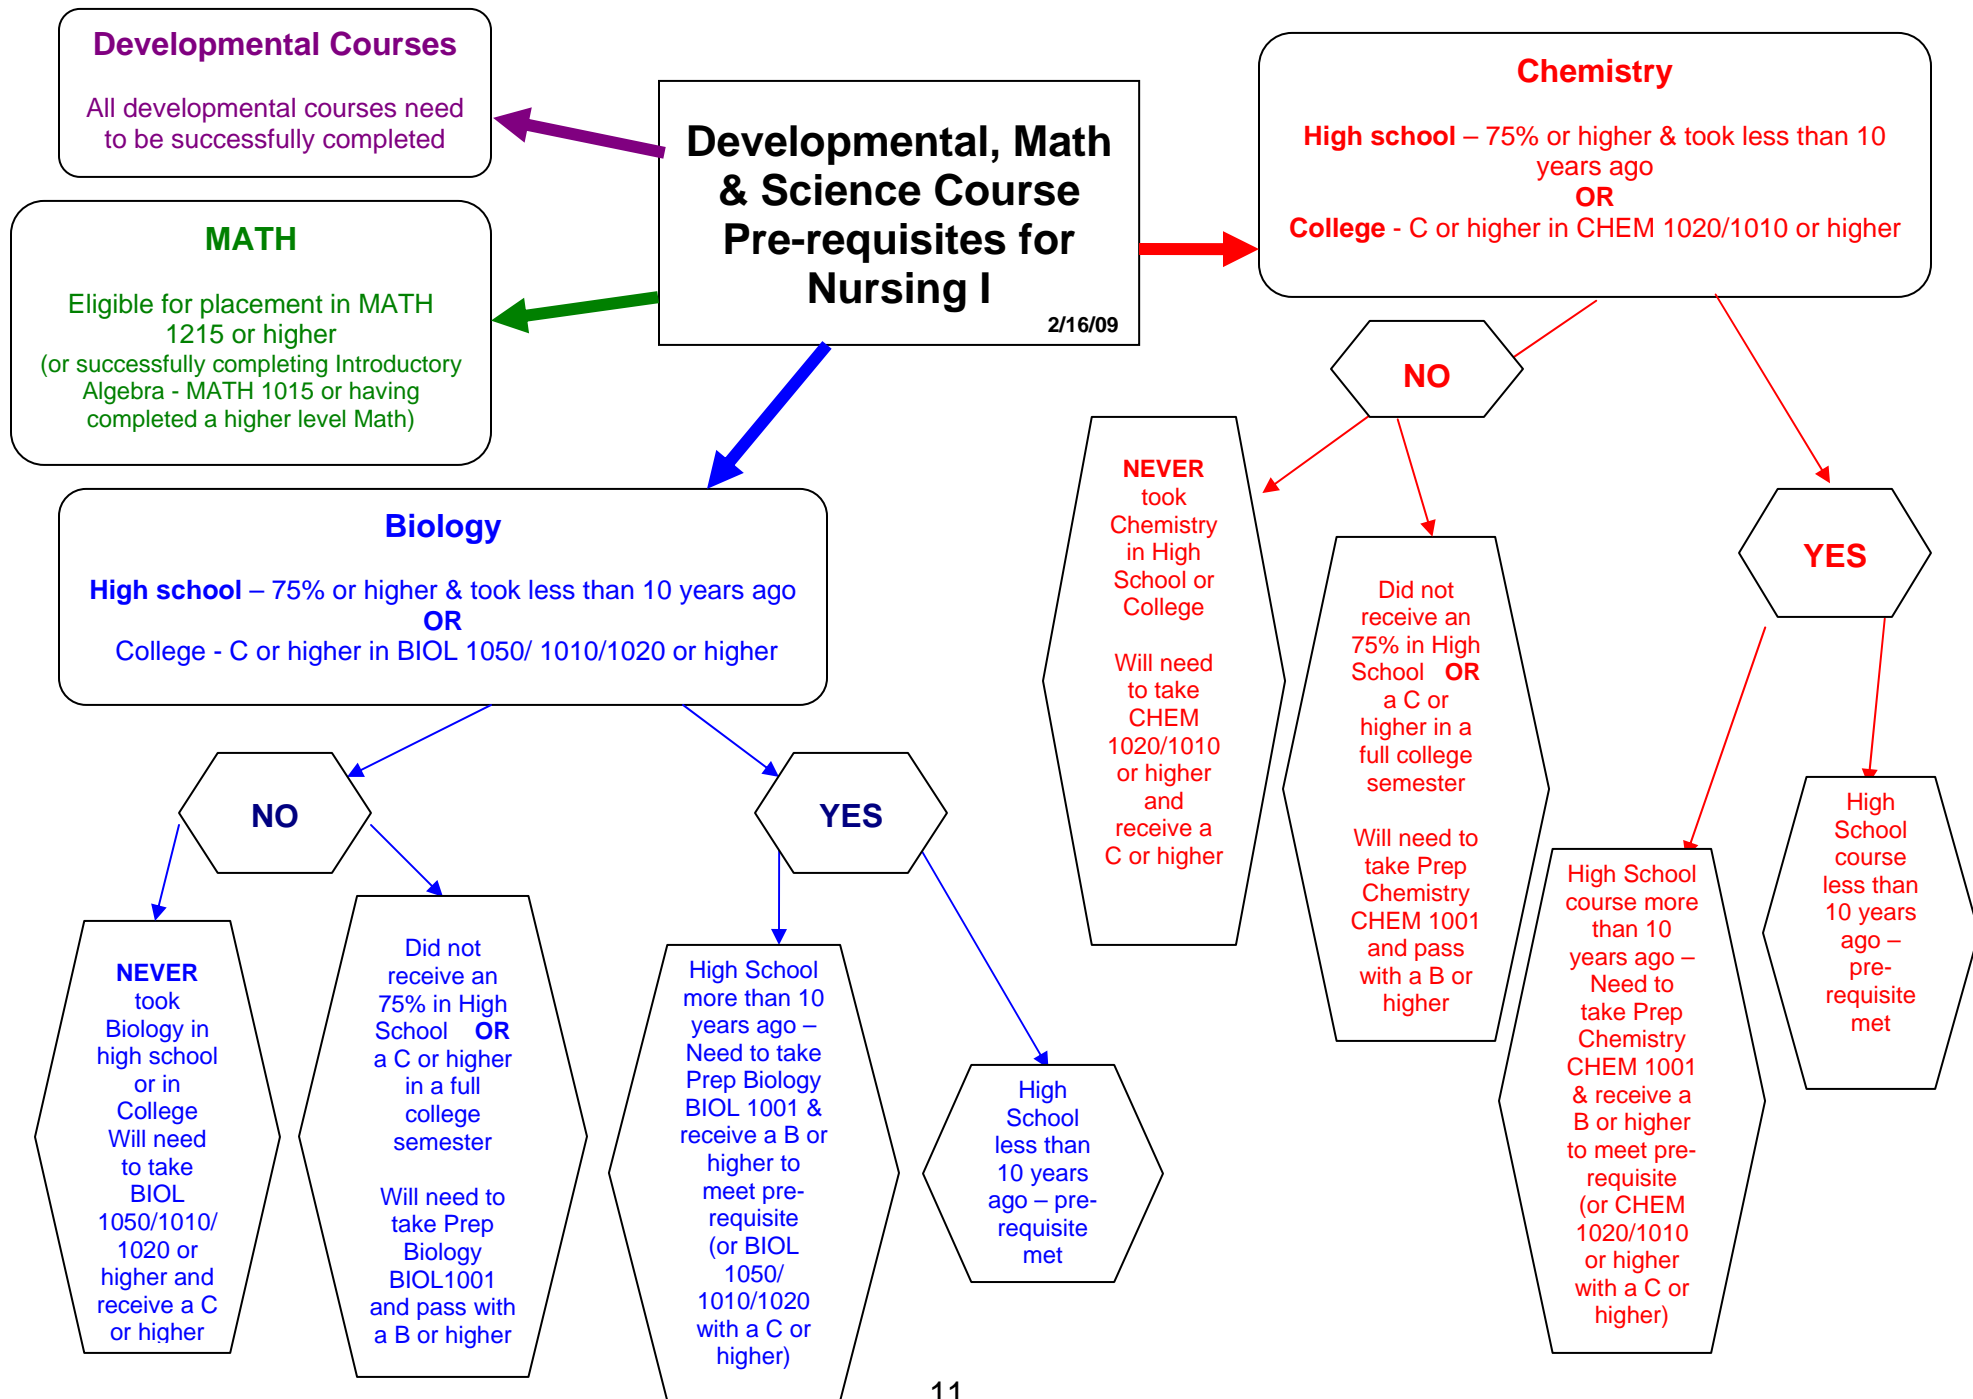 Developmental Courses
All developmental courses need
to be successfully completed
Developmental, Math
& Science Course
Pre-requisites for
Nursing I
2/16/09
Chemistry
High school – 75% or higher & took less than 10
years ago
OR
College - C or higher in CHEM 1020/1010 or higher
MATH
Eligible for placement in MATH
1215 or higher
(or successfully completing Introductory
Algebra - MATH 1015 or having
completed a higher level Math)
Biology
High school – 75% or higher & took less than 10 years ago
OR
College - C or higher in BIOL 1050/ 1010/1020 or higher
NO
NEVER
took
Chemistry
in High
School or
College
Will need
to take
CHEM
1020/1010
or higher
and
receive a
C or higher
Did not
receive an
75% in High
School OR
a C or
higher in a
full college
semester
Will need to
take Prep
Chemistry
CHEM 1001
and pass
with a B or
higher
YES
High School
course more
than 10
years ago –
Need to
take Prep
Chemistry
CHEM 1001
& receive a
B or higher
to meet pre-
requisite
(or CHEM
1020/1010
or higher
with a C or
higher)
High
School
course
less than
10 years
ago –
pre-
requisite
met
NO
NEVER
took
Biology in
high school
or in
College
Will need
to take
BIOL
1050/1010/
1020 or
higher and
receive a C
or higher
Did not
receive an
75% in High
School OR
a C or higher
in a full
college
semester
Will need to
take Prep
Biology
BIOL1001
and pass with
a B or higher
YES
High School
more than 10
years ago –
Need to take
Prep Biology
BIOL 1001 &
receive a B or
higher to
meet pre-
requisite
(or BIOL
1050/
1010/1020
with a C or
higher)
High
School
less than
10 years
ago – pre-
requisite
met
11